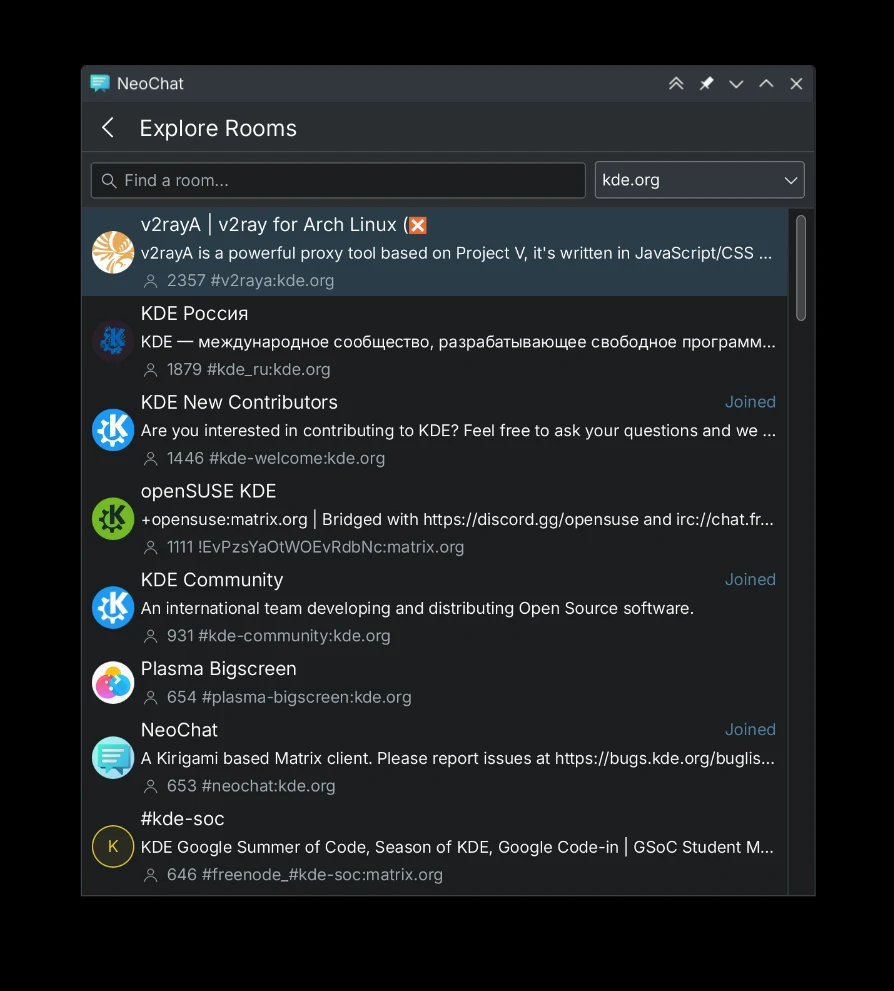 NeoChat
Explore Rooms
Find a room...
kde.org
v2rayA | v2ray for Arch Linux (❎
v2rayA is a powerful proxy tool based on Project V, it's written in JavaScript/CSS ...
2357 #v2raya:kde.org
KDE Россия
KDE — международное сообщество, разрабатывающее свободное программ...
1879 #kde_ru:kde.org
KDE New Contributors
Joined
Are you interested in contributing to KDE? Feel free to ask your questions and we ...
1446 #kde-welcome:kde.org
openSUSE KDE
+opensuse:matrix.org | Bridged with https://discord.gg/opensuse and irc://chat.fr...
1111 !EvPzsYaOtWOEvRdbNc:matrix.org
KDE Community
Joined
An international team developing and distributing Open Source software.
931 #kde-community:kde.org
Plasma Bigscreen
654 #plasma-bigscreen:kde.org
NeoChat
Joined
A Kirigami based Matrix client. Please report issues at https://bugs.kde.org/buglis...
653 #neochat:kde.org
#kde-soc
K
KDE Google Summer of Code, Season of KDE, Google Code-in | GSoC Student M...
646 #freenode_#kde-soc:matrix.org